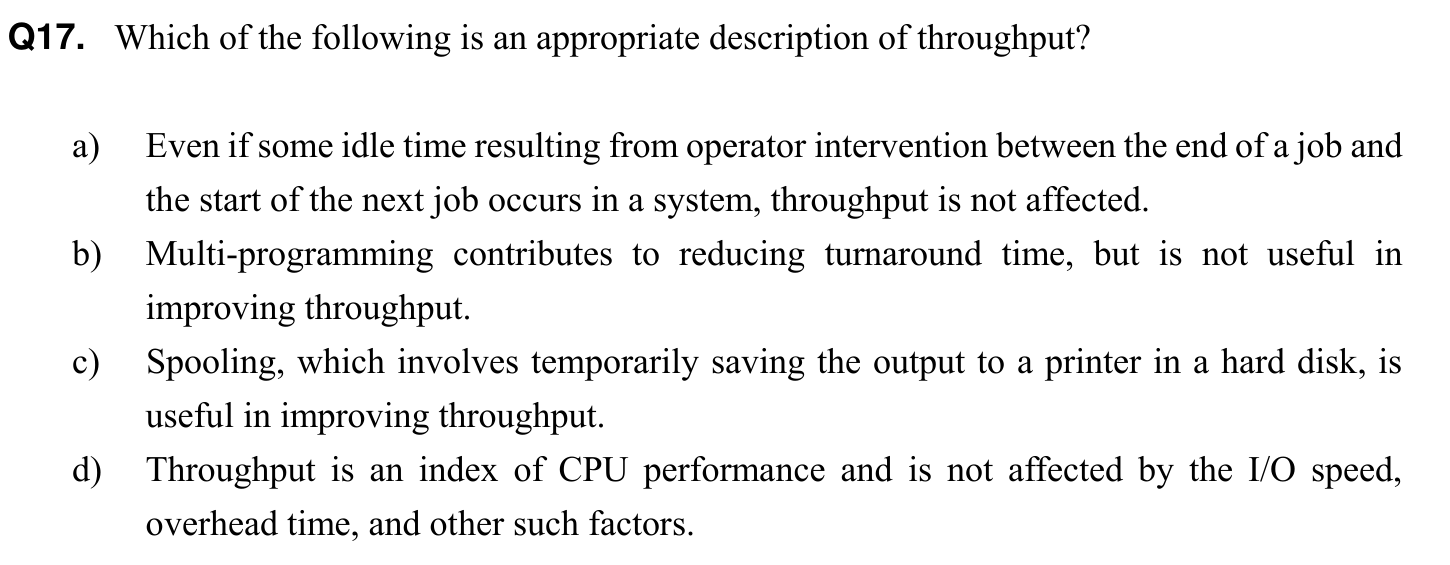 Q17. Which of the following is an appropriate description of throughput?
a) Even if some idle time resulting from operator intervention between the end of a job and
the start of the next job occurs in a system, throughput is not affected.
b) Multi-programming contributes to reducing turnaround time, but is not useful in
improving throughput.
c) Spooling, which involves temporarily saving the output to a printer in a hard disk, is
useful in improving throughput.
d) Throughput is an index of CPU performance and is not affected by the I/O speed,
overhead time, and other such factors.